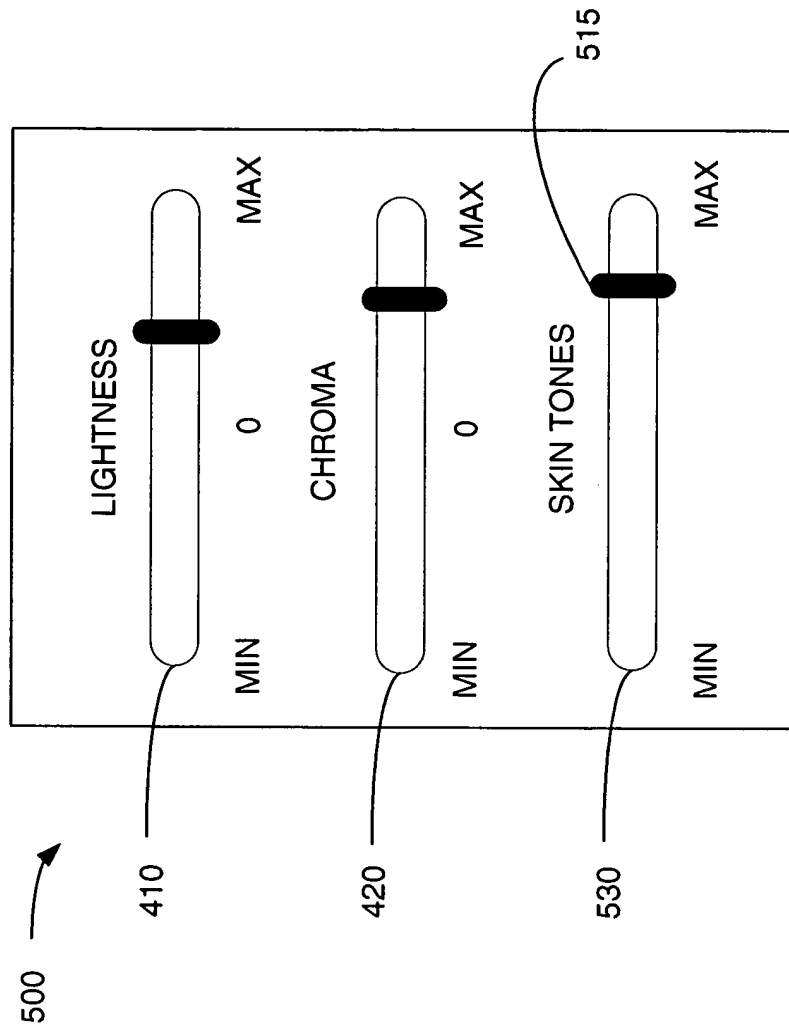 500
410
LIGHTNESS
MIN
0
MAX
420
CHROMA
MIN
0
MAX
530
SKIN TONES
MIN
MAX
515